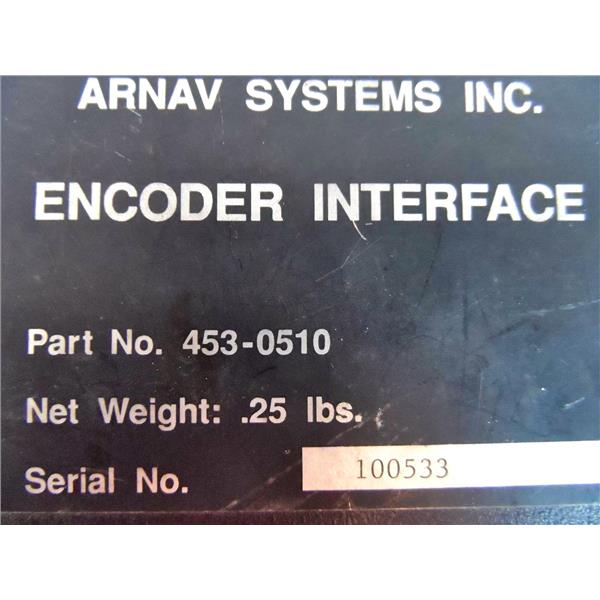 ARNAV SYSTEMS INC.
ENCODER INTERFACE
Part No. 453-0510
Net Weight: .25 lbs.
Serial No. 100533